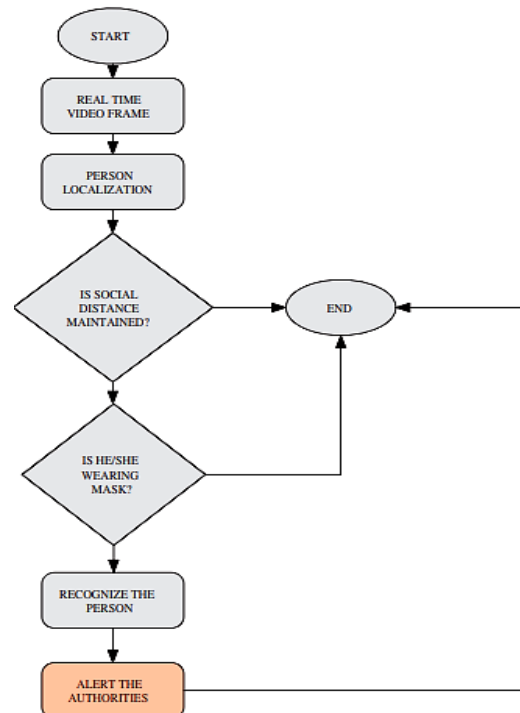 START
REAL TIME
VIDEO FRAME
PERSON
LOCALIZATION
IS SOCIAL
DISTANCE
MAINTAINED?
END
IS HE/SHE
WEARING
MASK?
RECOGNIZE THE
PERSON
ALERT THE
AUTHORITIES